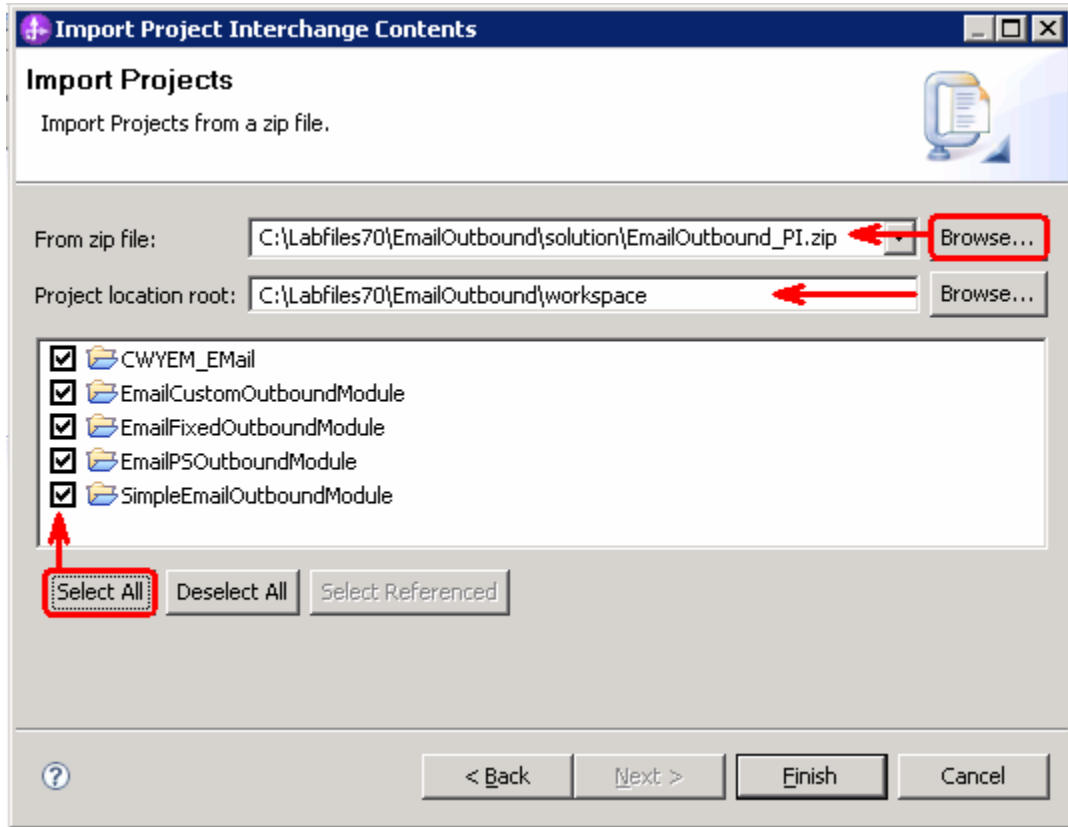 Import Project Interchange Contents
Import Projects
Import Projects from a zip file.
From zip file: C:\Labfiles70\EmailOutbound\solution\EmailOutbound_PI.zip Browse...
Project location root: C:\Labfiles70\EmailOutbound\workspace Browse...
CWYEM_EMail
EmailCustomOutboundModule
EmailFixedOutboundModule
EmailPSOutboundModule
SimpleEmailOutboundModule
Select All Deselect All Select Referenced
? < Back Next > Finish Cancel